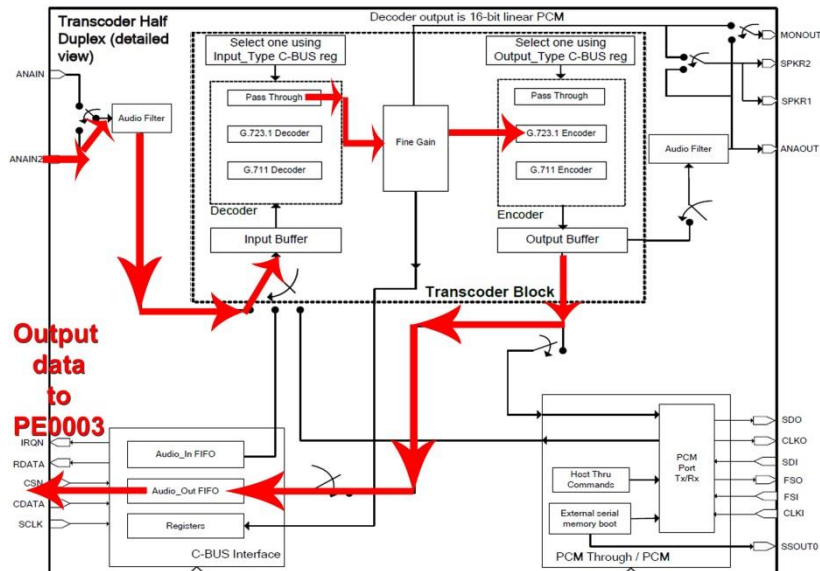 Transcoder Half
Duplex (detailed
view)
Decoder output is 16-bit linear PCM
MONOUT
SPKR2
SPKR1
ANAOUT
ANAIN
ANAIN2
Audio Filter
Select one using
Input_Type C-BUS reg
Pass Through
G.723.1 Decoder
G.711 Decoder
Decoder
Input Buffer
Fine Gain
Select one using
Output_Type C-BUS reg
Pass Through
G.723.1 Encoder
G.711 Encoder
Encoder
Output Buffer
Audio Filter
Transcoder Block
Output
data
to
PE0003
IRQN
RDATA
CSN
CDATA
SCLK
Audio_In FIFO
Audio_Out FIFO
Registers
C-BUS Interface
Host Thru
Commands
External serial
memory boot
PCM
Port
Tx/Rx
PCM Through / PCM
SDO
CLKO
SDI
FSO
FSI
CLKI
SSOUT0